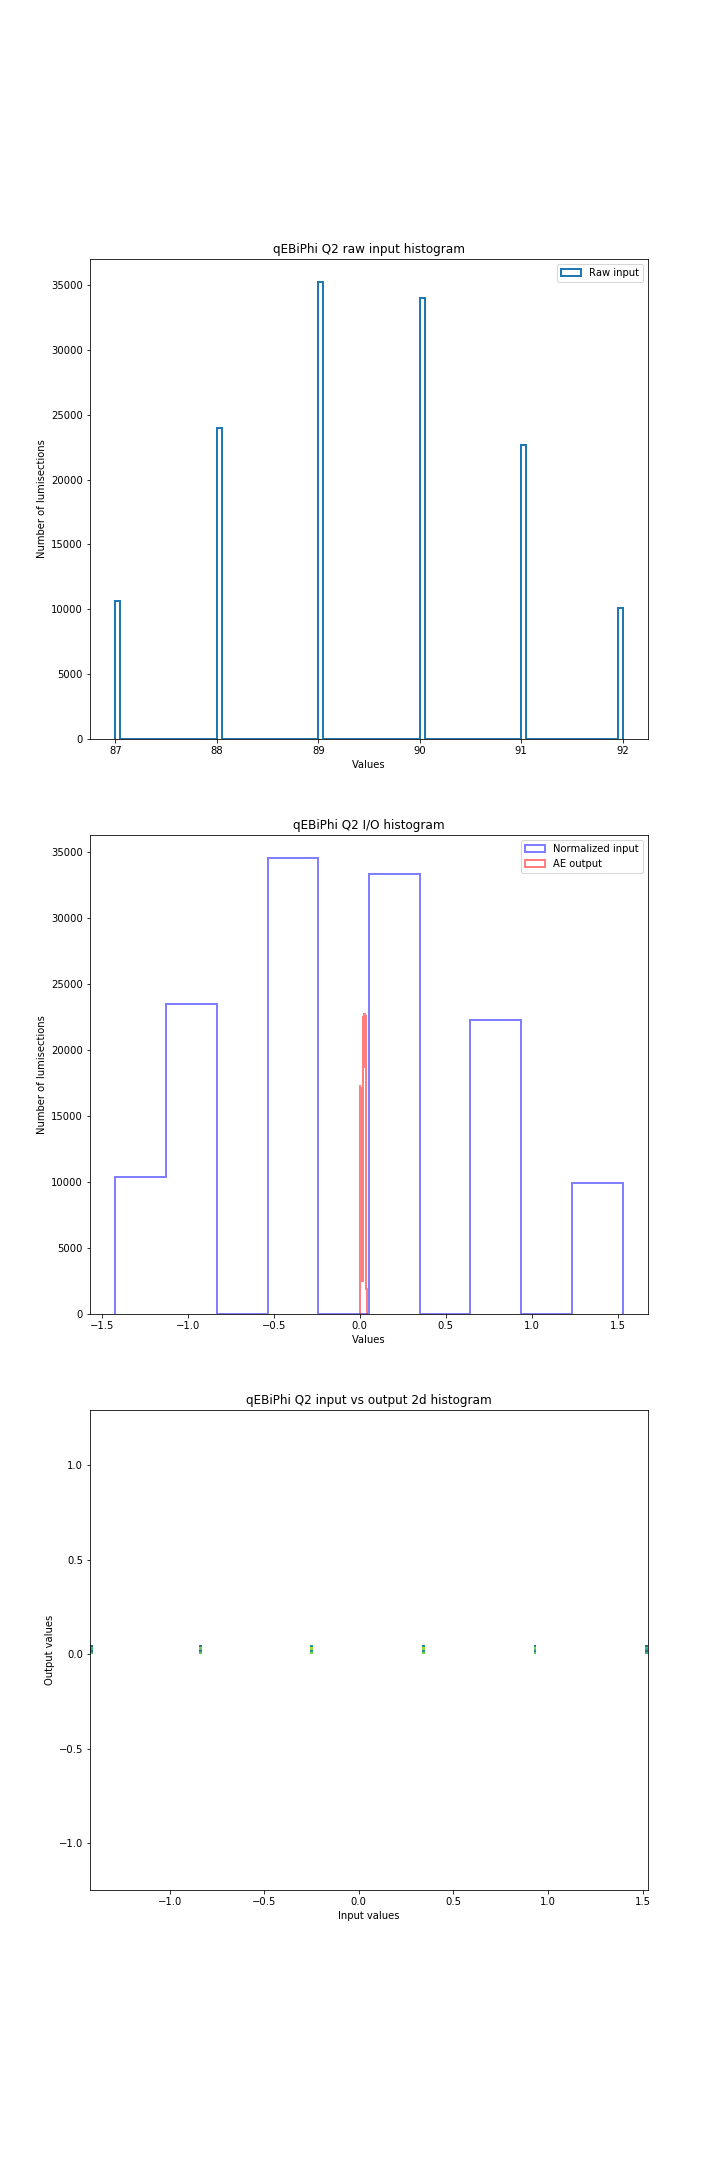 qEBiPhi Q2 raw input histogram
Raw input
35000
30000
25000
20000
15000
10000
5000
0
Number of lumisections
87 88 89 90 91 92
Values
qEBiPhi Q2 I/O histogram
Normalized input
AE output
35000
30000
25000
20000
15000
10000
5000
0
Number of lumisections
−1.5 −1.0 −0.5 0.0 0.5 1.0 1.5
Values
qEBiPhi Q2 input vs output 2d histogram
1.0
0.5
0.0
−0.5
−1.0
Output values
−1.0 −0.5 0.0 0.5 1.0 1.5
Input values